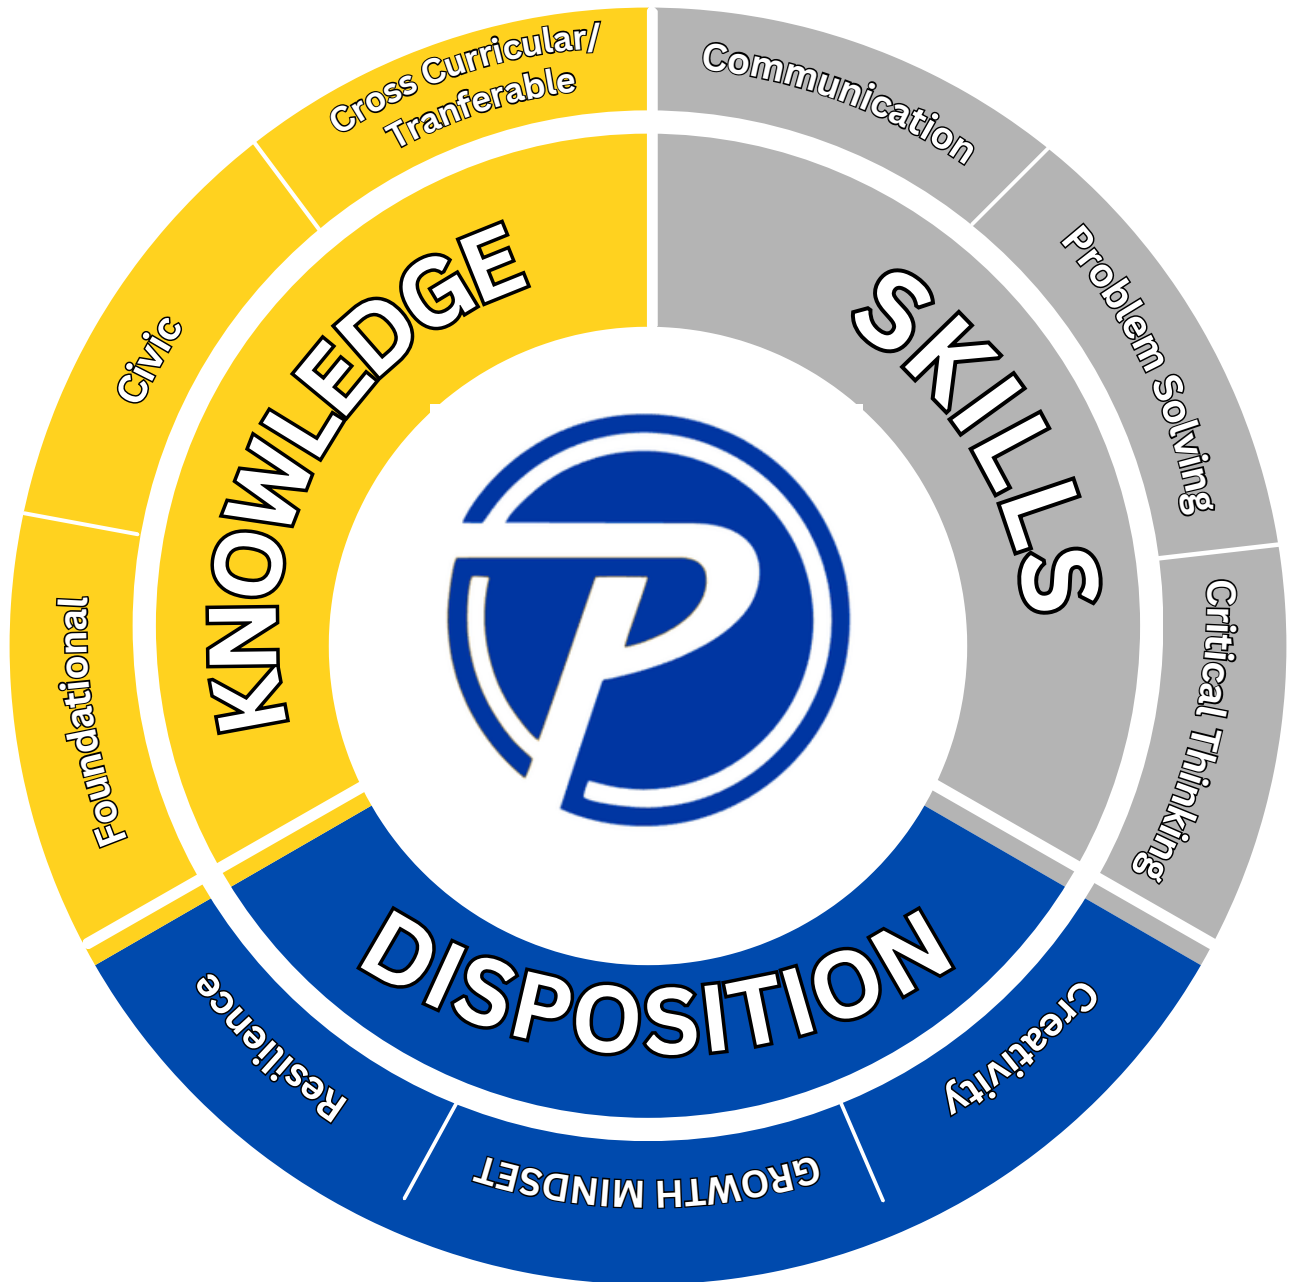 Cross Curricular/
Tranferable
Communication
Civic
Problem Solving
KNOWLEDGE
SKILLS
Foundational
Critical Thinking
DISPOSITION
Resilience
GROWTH MINDSET
Creativity
P